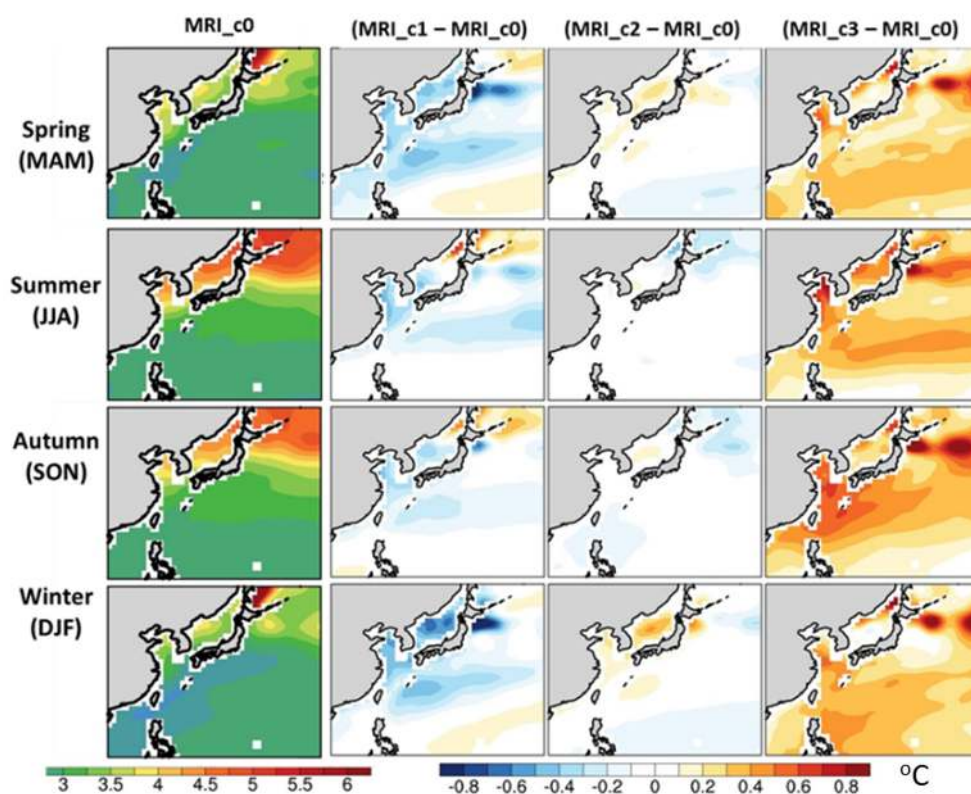 MRI_c0 (MRI_c1 – MRI_c0) (MRI_c2 – MRI_c0) (MRI_c3 – MRI_c0)
Spring
(MAM)
Summer
(JJA)
Autumn
(SON)
Winter
(DJF)
3 3.5 4 4.5 5 5.5 6 -0.8 -0.6 -0.4 -0.2 0 0.2 0.4 0.6 0.8 °C